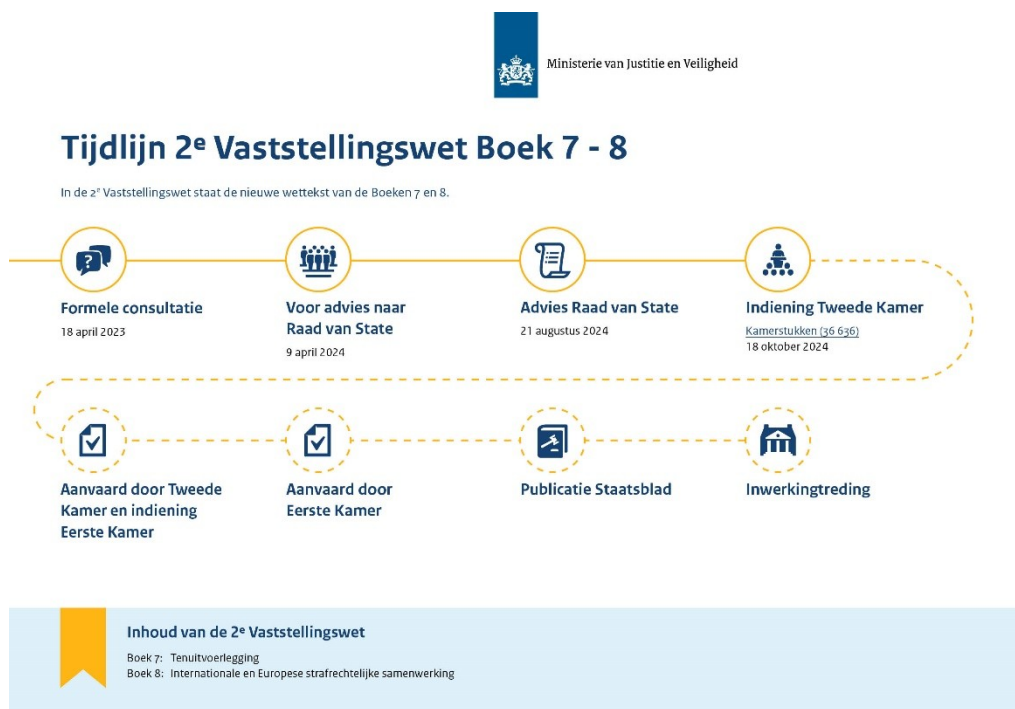 Ministerie van Justitie en Veiligheid
Tijdlijn 2e Vaststellingswet Boek 7 - 8
In de 2e Vaststellingswet staat de nieuwe wettekst van de Boeken 7 en 8.
?
Formele consultatie
18 april 2023
Voor advies naar
Raad van State
9 april 2024
Advies Raad van State
21 augustus 2024
Indiening Tweede Kamer
Kamerstukken (36 636)
18 oktober 2024
Aanvaard door Tweede
Kamer en indiening
Eerste Kamer
Aanvaard door
Eerste Kamer
Publicatie Staatsblad
Inwerkingtreding
Inhoud van de 2e Vaststellingswet
Boek 7: Tenuitvoerlegging
Boek 8: Internationale en Europese strafrechtelijke samenwerking